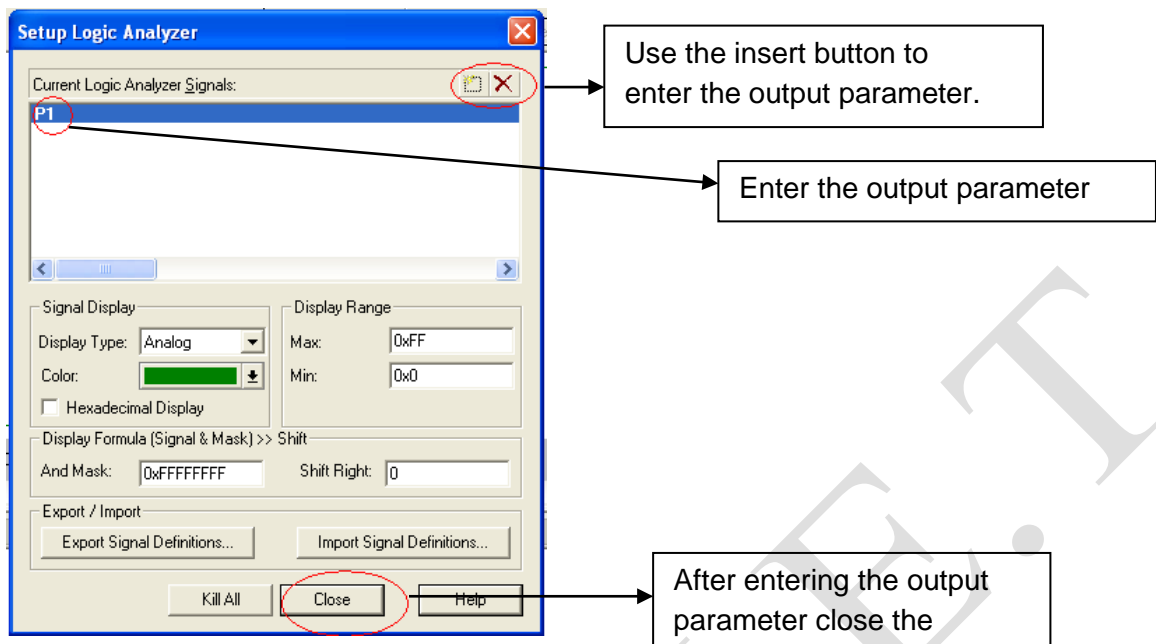 Setup Logic Analyzer
Current Logic Analyzer Signals:
P1
Signal Display
Display Type: Analog
Color:
Hexadecimal Display
Display Range
Max: 0xFF
Min: 0x0
Display Formula (Signal & Mask) >> Shift
And Mask: 0xFFFFFFFF
Shift Right: 0
Export / Import
Export Signal Definitions...
Import Signal Definitions...
Kill All
Close
Help
Use the insert button to
enter the output parameter.
Enter the output parameter
After entering the output
parameter close the
E.T